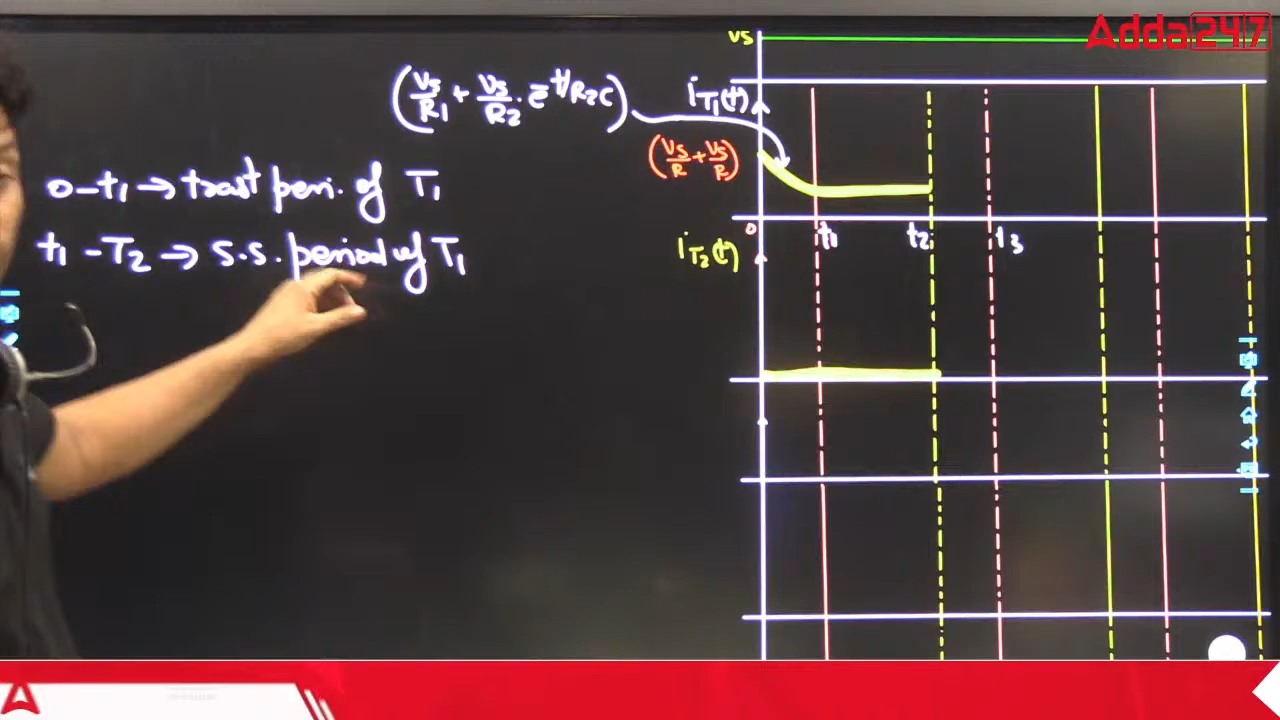 Adda247
Vs
(Vs/R1 + Vs/R2 . e^-t/R2C)
iT1(t)
(Vs/R + Vs/R)
0-t1 → trast peri. of T1
t1 - T2 → S.S. period of T1
0 t1 t2 t3
iT2(t)